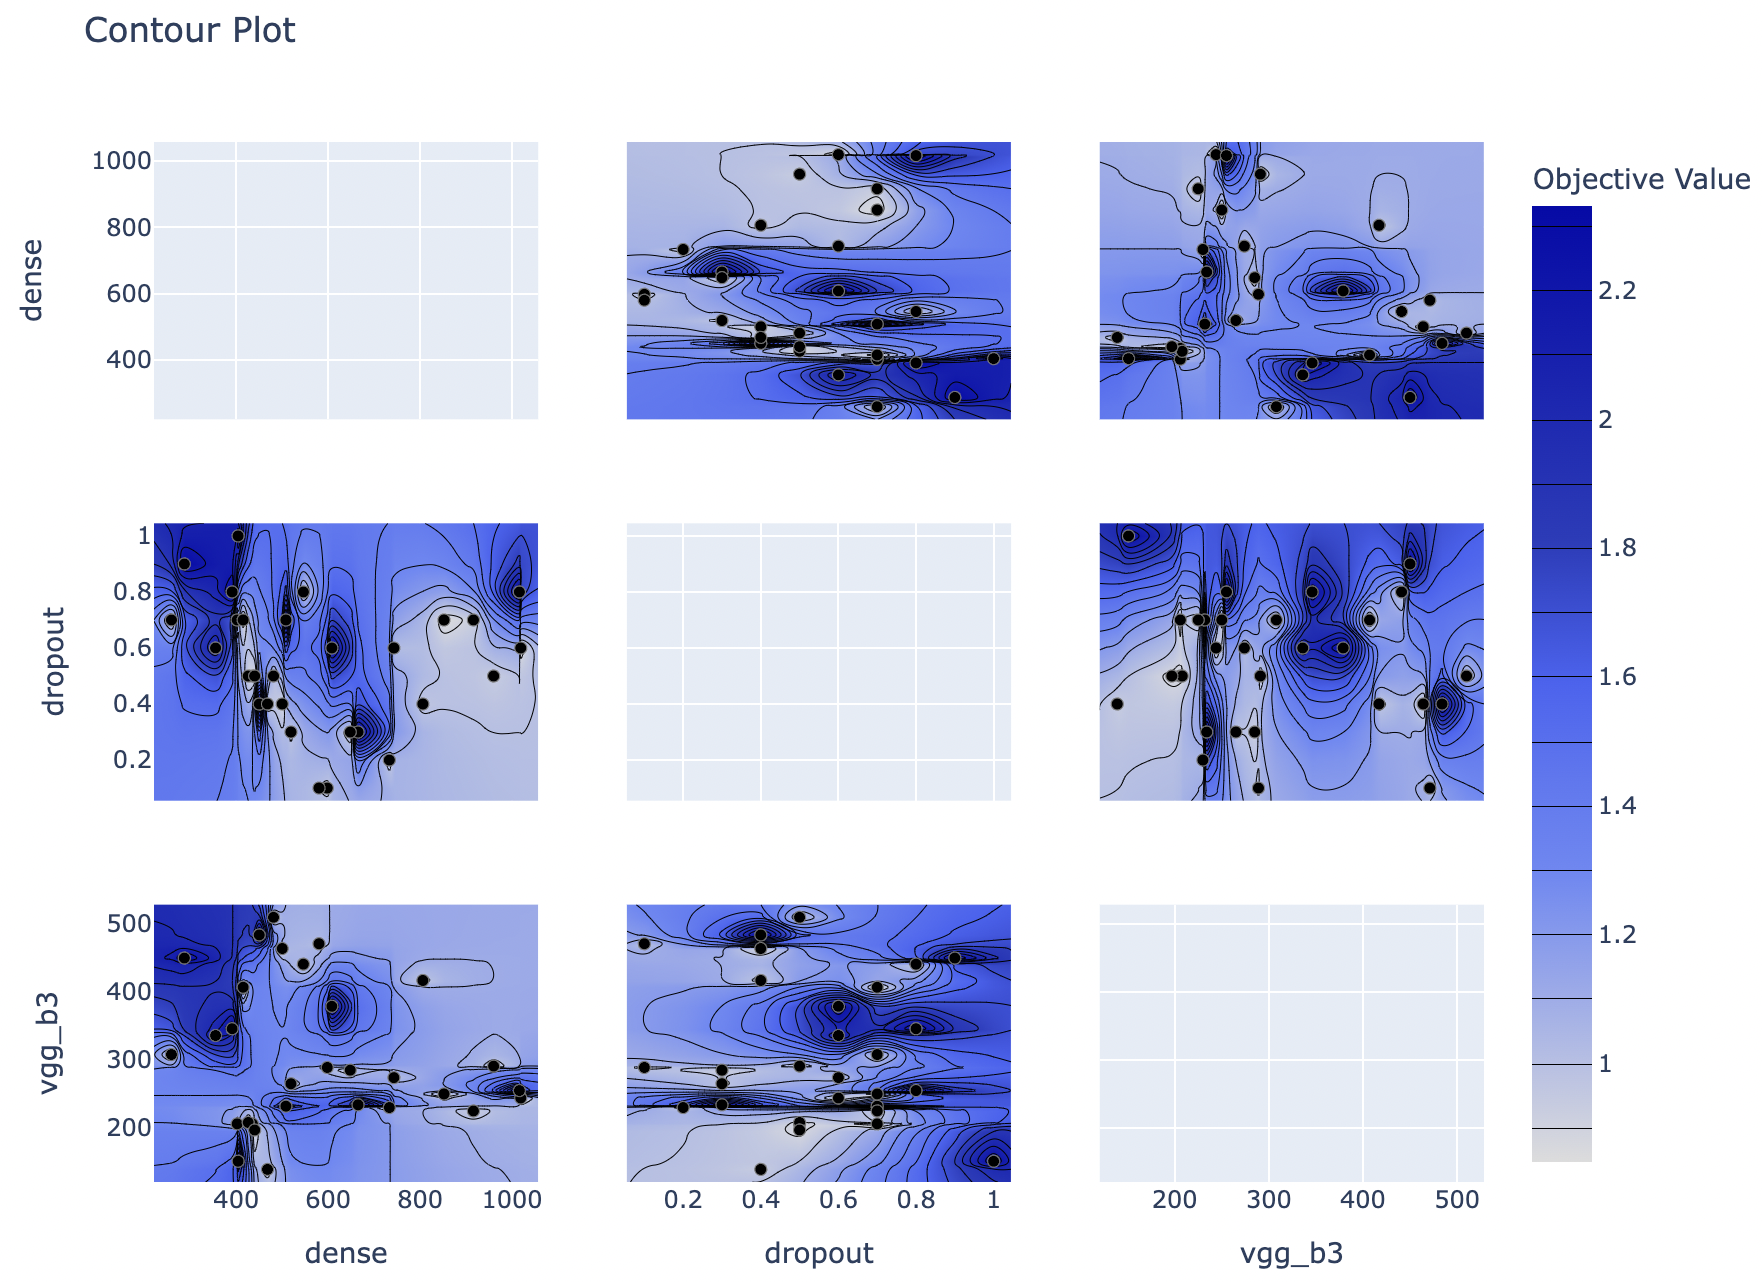 Contour Plot
Objective Value
dense
1000
800
600
400
2.2
2
1.8
1.6
1.4
1.2
1
dropout
1
0.8
0.6
0.4
0.2
vgg_b3
500
400
300
200
400 600 800 1000
0.2 0.4 0.6 0.8 1
200 300 400 500
dense dropout vgg_b3